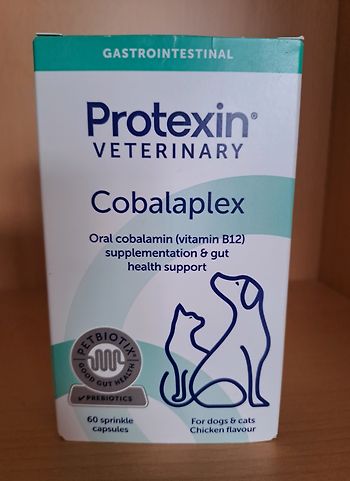 GASTROINTESTINAL
Protexin®
VETERINARY
Cobalaplex
Oral cobalamin (vitamin B12)
supplementation & gut
health support
PETBIOTIX®
GOOD GUT HEALTH
✓PREBIOTICS
60 sprinkle
capsules
For dogs & cats
Chicken flavour